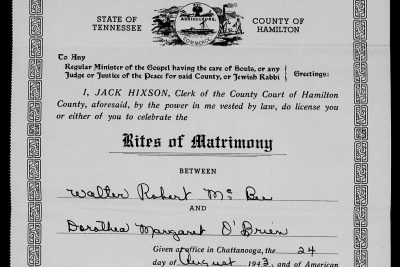 STATE OF
TENNESSEE
AGRICULTURE
COMMERCE
COUNTY OF
HAMILTON
To Any
Regular Minister of the Gospel having the care of Souls, or any
Judge or Justice of the Peace for said County, or Jewish Rabbi
Greetings:
I, JACK HIXSON, Clerk of the County Court of Hamilton
County, aforesaid, by the power in me vested by law, do license you
or either of you to celebrate the
Rites of Matrimony
BETWEEN
Walter Robert McBee
AND
Dorothea Margaret O'Brien
Given at office in Chattanooga, the 24
day of August 1943, and of American